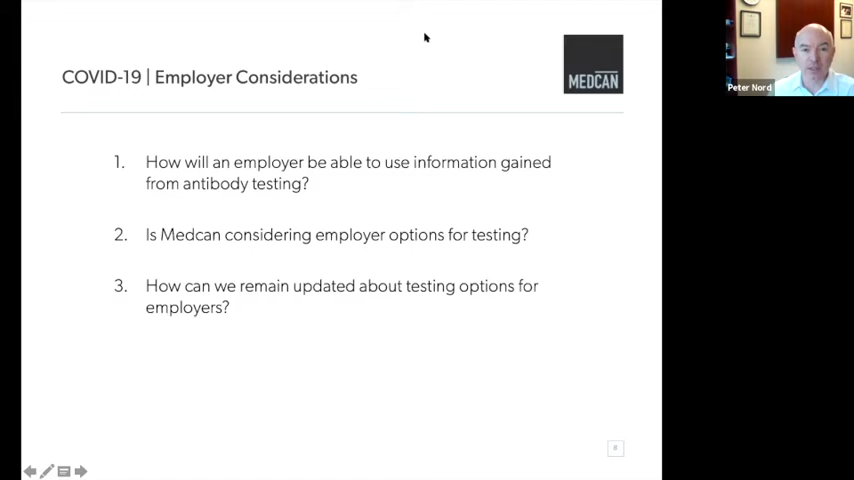 COVID-19 | Employer Considerations
MEDCAN
Peter Nord
1. How will an employer be able to use information gained
from antibody testing?
2. Is Medcan considering employer options for testing?
3. How can we remain updated about testing options for
employers?
8